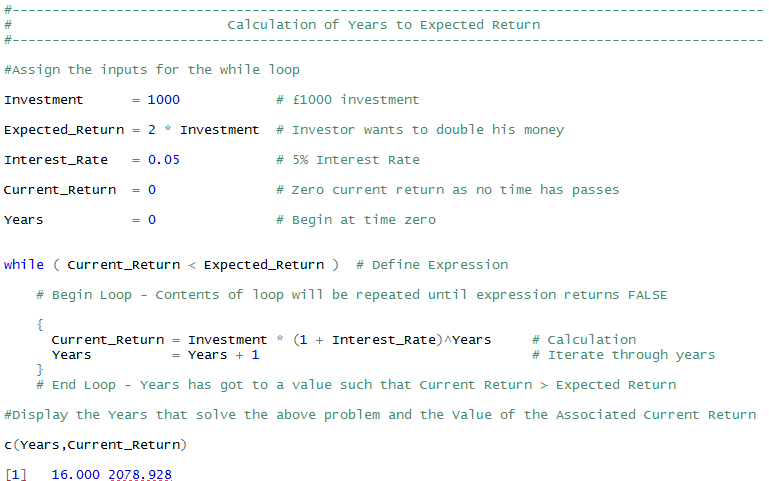 #----------------------------------------------------------------------------------------------
#                           Calculation of Years to Expected Return
#----------------------------------------------------------------------------------------------
#Assign the inputs for the while loop
Investment      = 1000            # £1000 investment
Expected_Return = 2 * Investment  # Investor wants to double his money
Interest_Rate   = 0.05            # 5% Interest Rate
Current_Return  = 0               # Zero current return as no time has passes
Years           = 0               # Begin at time zero
while ( Current_Return < Expected_Return )  # Define Expression
    # Begin Loop - Contents of loop will be repeated until expression returns FALSE
    {
      Current_Return = Investment * (1 + Interest_Rate)^Years     # Calculation
      Years          = Years + 1                                  # Iterate through years
    }
    # End Loop - Years has got to a value such that Current Return > Expected Return
#Display the Years that solve the above problem and the Value of the Associated Current Return
c(Years,Current_Return)
[1]   16.000 2078.928